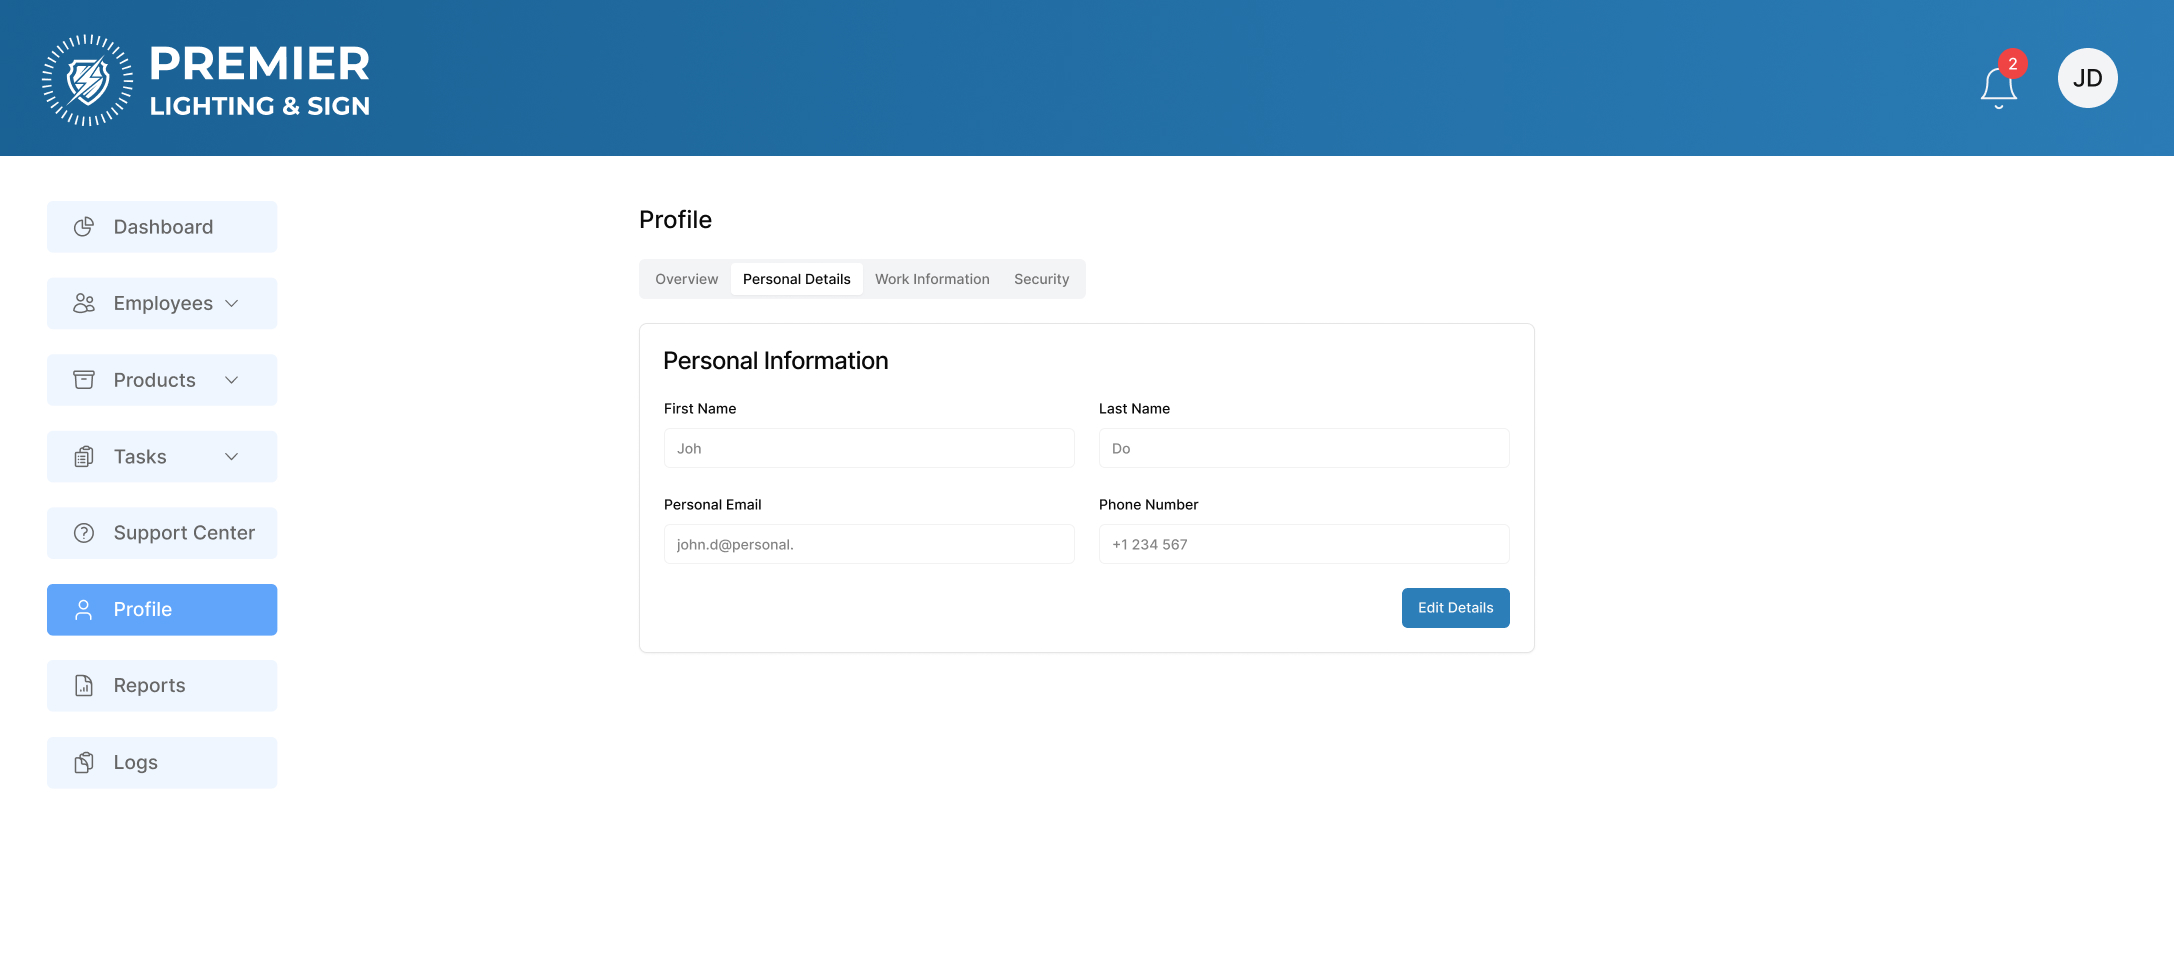 PREMIER
LIGHTING & SIGN
2
JD
Dashboard
Employees
Products
Tasks
Support Center
Profile
Reports
Logs
Profile
Overview Personal Details Work Information Security
Personal Information
First Name Last Name
Joh Do
Personal Email Phone Number
john.d@personal. +1 234 567
Edit Details